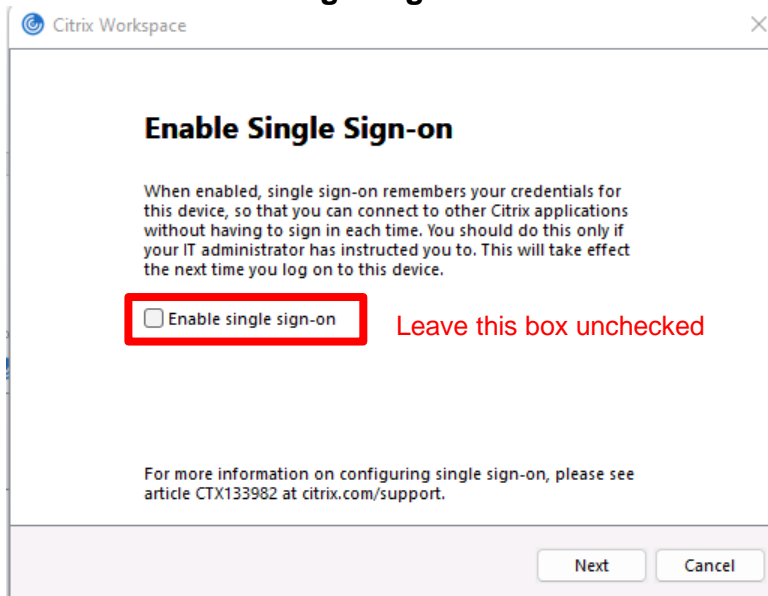 Citrix Workspace
Enable Single Sign-on
When enabled, single sign-on remembers your credentials for
this device, so that you can connect to other Citrix applications
without having to sign in each time. You should do this only if
your IT administrator has instructed you to. This will take effect
the next time you log on to this device.
Enable single sign-on
Leave this box unchecked
For more information on configuring single sign-on, please see
article CTX133982 at citrix.com/support.
Next Cancel